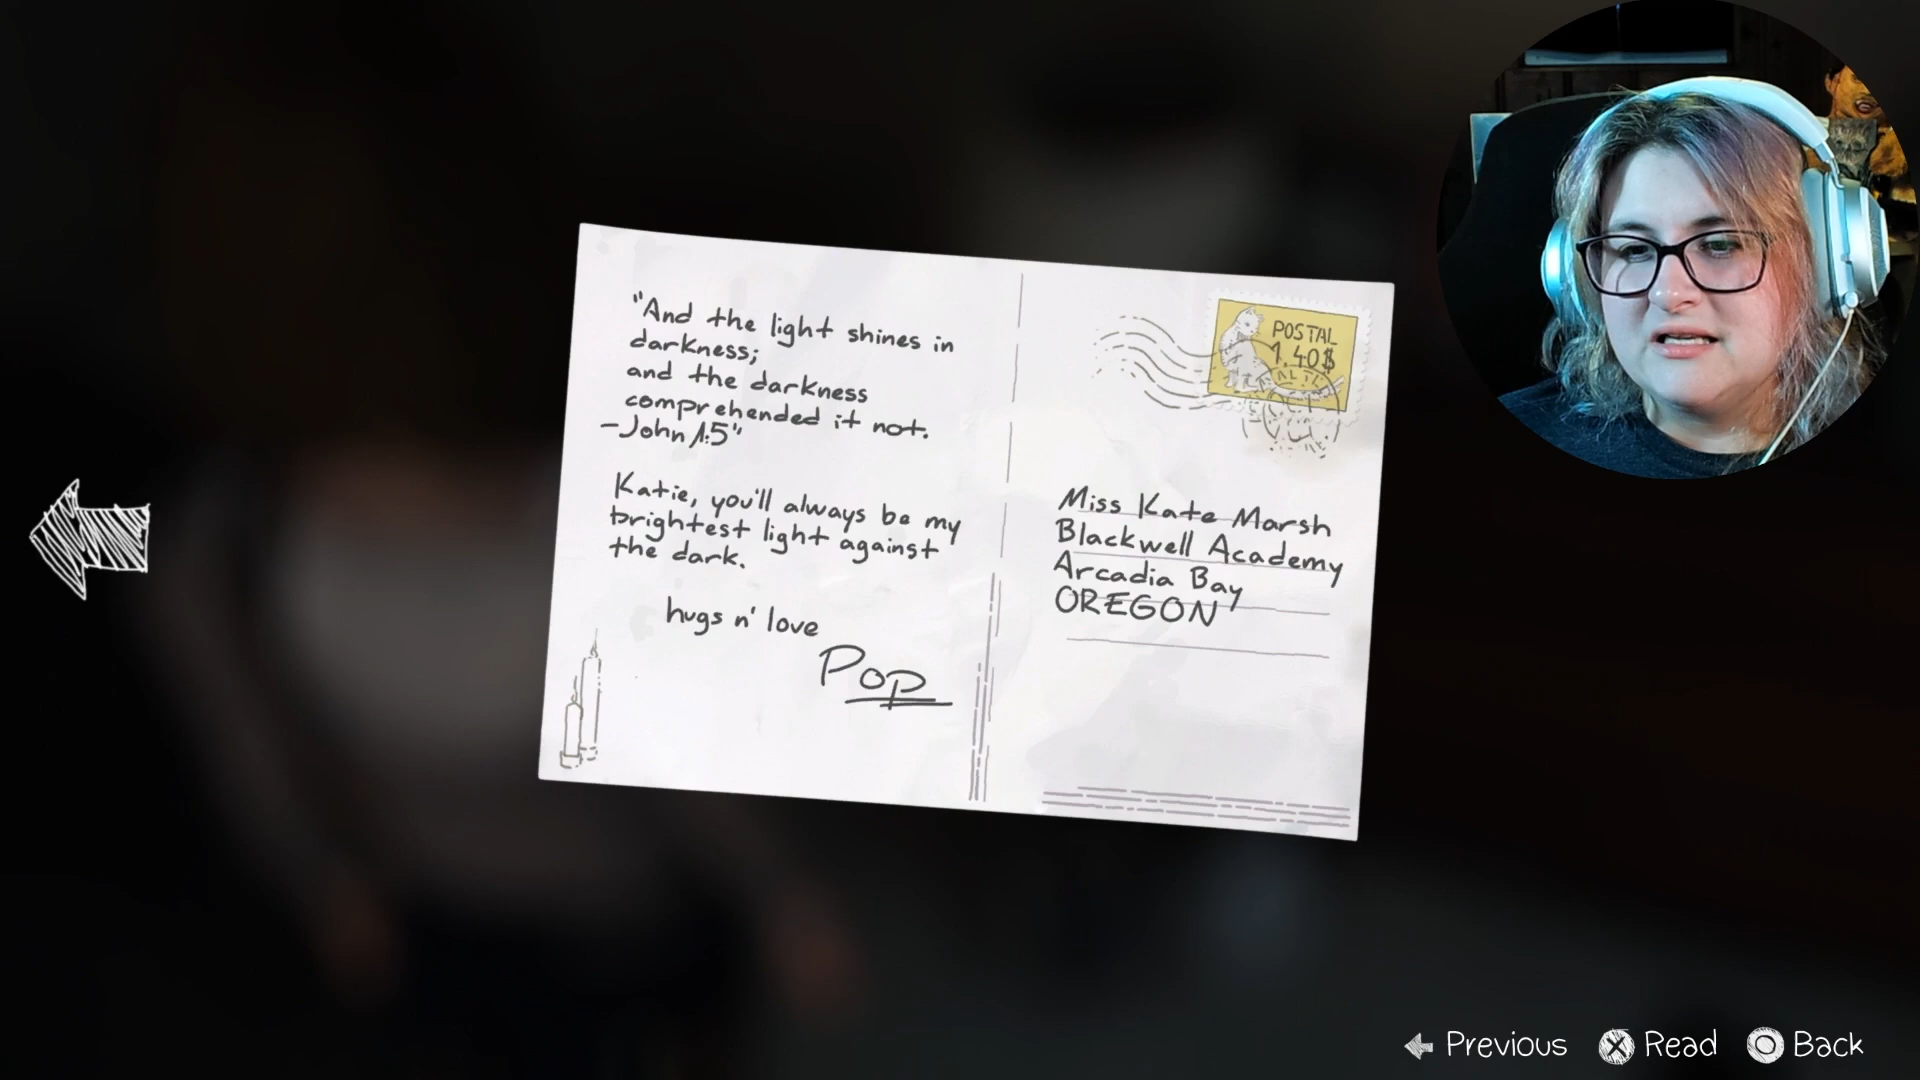 "And the light shines in
darkness;
and the darkness
comprehended it not.
-John 1:5"
Katie, you'll always be my
brightest light against
the dark.
hugs n' love
Pop
POSTAL
1.40$
Miss Kate Marsh
Blackwell Academy
Arcadia Bay
OREGON
Previous
Read
Back